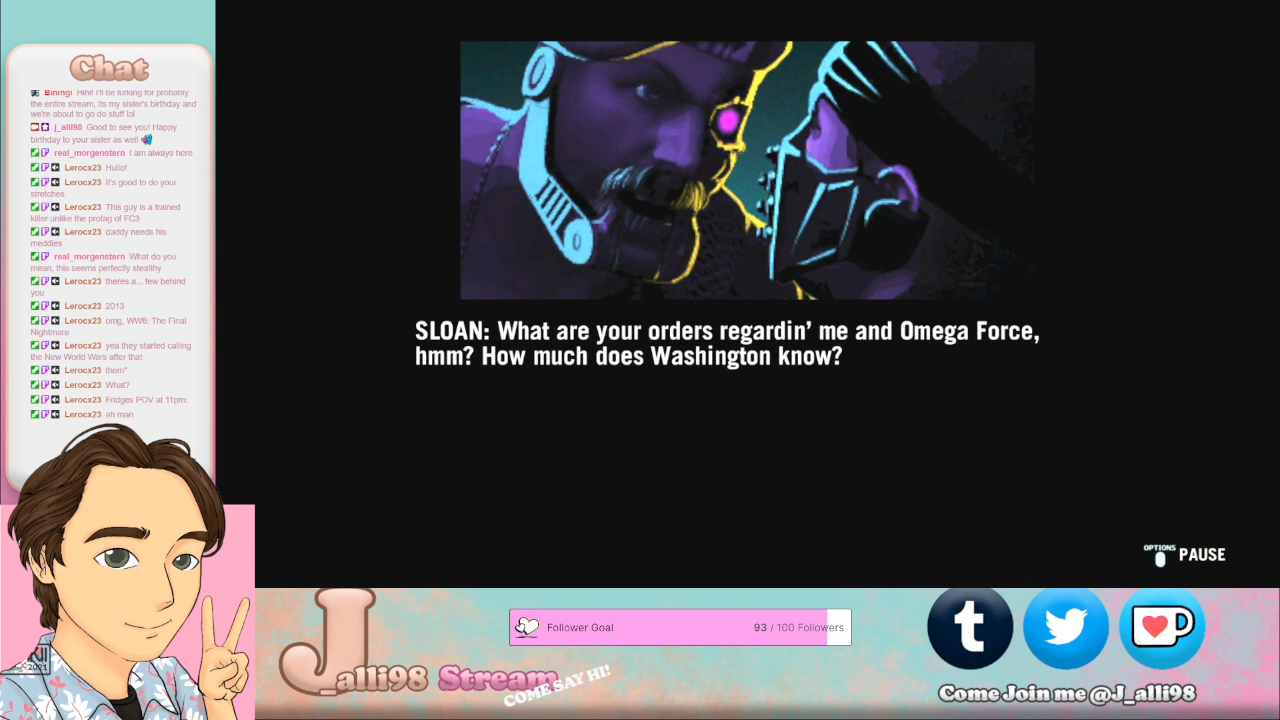 Chat
Biningi Hihi! I'll be lurking for probably
the entire stream, its my sister's birthday and
we're about to go do stuff lol
j_alli98 Good to see you! Happy
birthday to your sister as well
real_morgenstern I am always here
Lerocx23 Hullo!
Lerocx23 It's good to do your
stretches
Lerocx23 This guy is a trained
killer unlike the protag of FC3
Lerocx23 daddy needs his
meddies
real_morgenstern What do you
mean, this seems perfectly stealthy
Lerocx23 theres a... few behind
you
Lerocx23 2013
Lerocx23 omg, WW6: The Final
Nightmare
Lerocx23 yea they started calling
the New World Wars after that
Lerocx23 them*
Lerocx23 What?
Lerocx23 Fridges POV at 11pm.
Lerocx23 ah man
SLOAN: What are your orders regardin' me and Omega Force,
hmm? How much does Washington know?
OPTIONS
PAUSE
Follower Goal 93 / 100 Followers
J_alli98 Stream
COME SAY HI!
Come Join me @J_alli98
2021